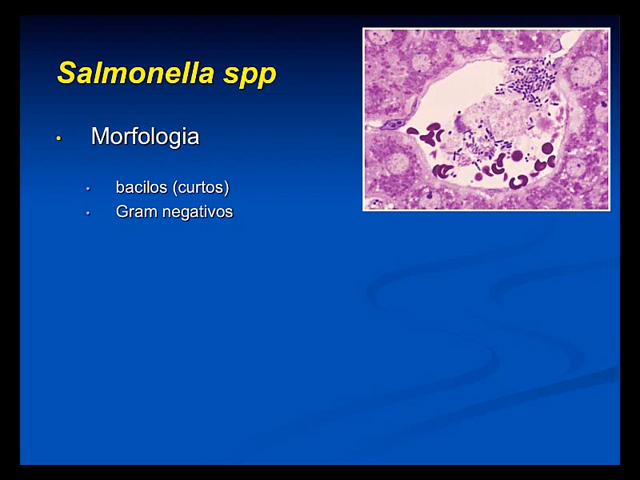 Salmonella spp
• Morfologia
• bacilos (curtos)
• Gram negativos